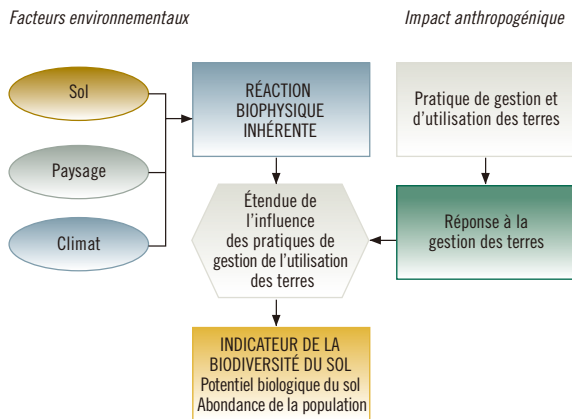 Facteurs environnementaux
Impact anthropogénique
Sol
Paysage
Climat
RÉACTION
BIOPHYSIQUE
INHÉRENTE
Pratique de gestion et
d'utilisation des terres
Étendue de
l'influence
des pratiques de
gestion de l'utilisation
des terres
Réponse à la
gestion des terres
INDICATEUR DE LA
BIODIVERSITÉ DU SOL
Potentiel biologique du sol
Abondance de la population